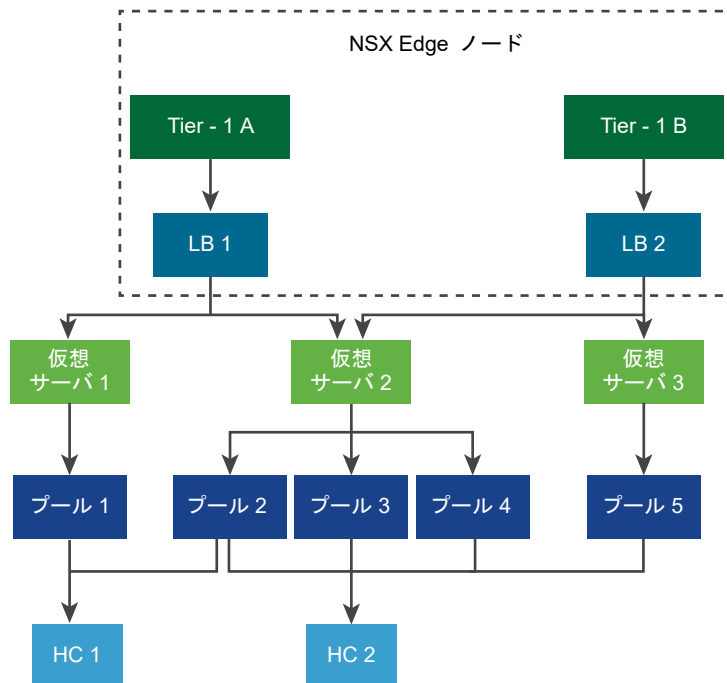 NSX Edge ノード
Tier - 1 A
Tier - 1 B
LB 1
LB 2
仮想
サーバ 1
仮想
サーバ 2
仮想
サーバ 3
プール 1
プール 2
プール 3
プール 4
プール 5
HC 1
HC 2